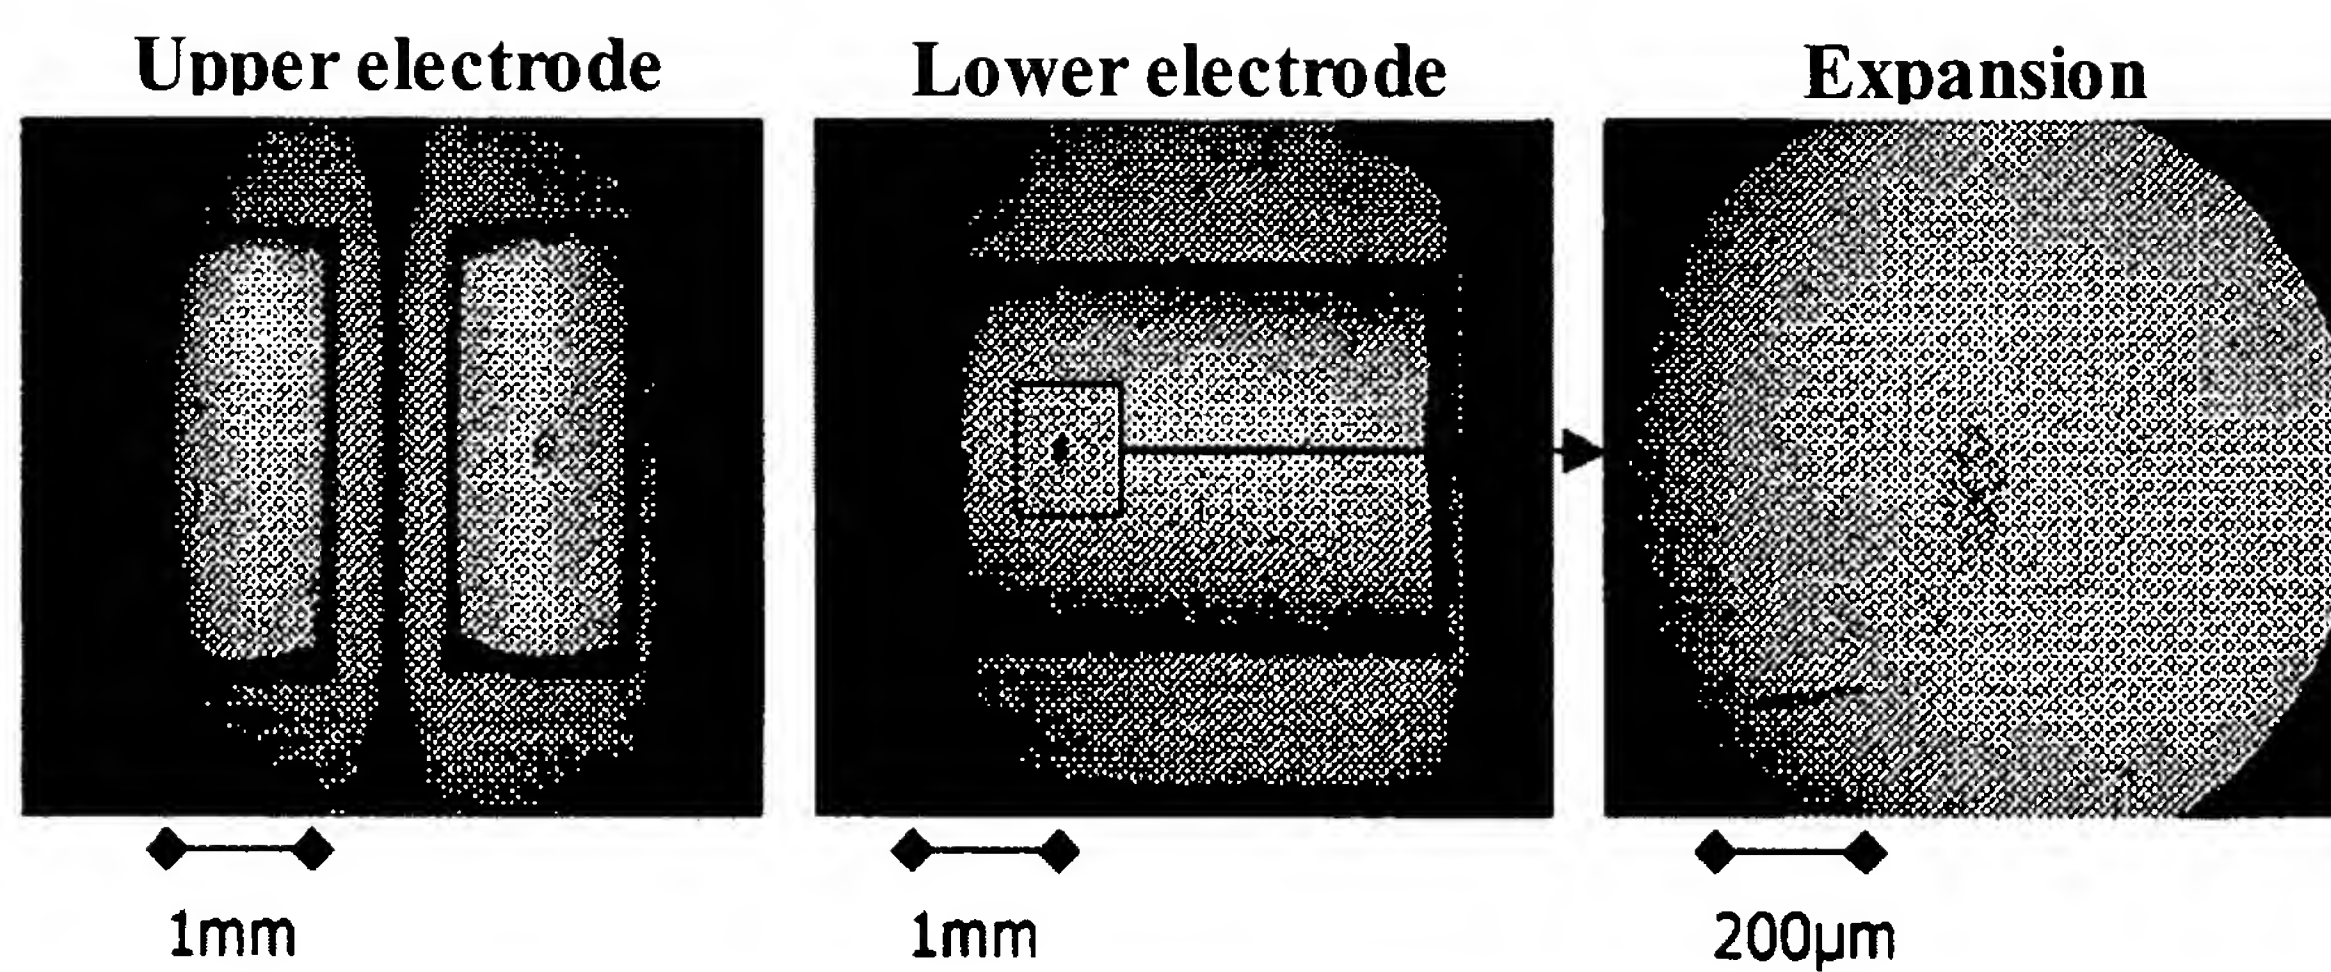 Upper electrode
Lower electrode
Expansion
1mm
1mm
200µm